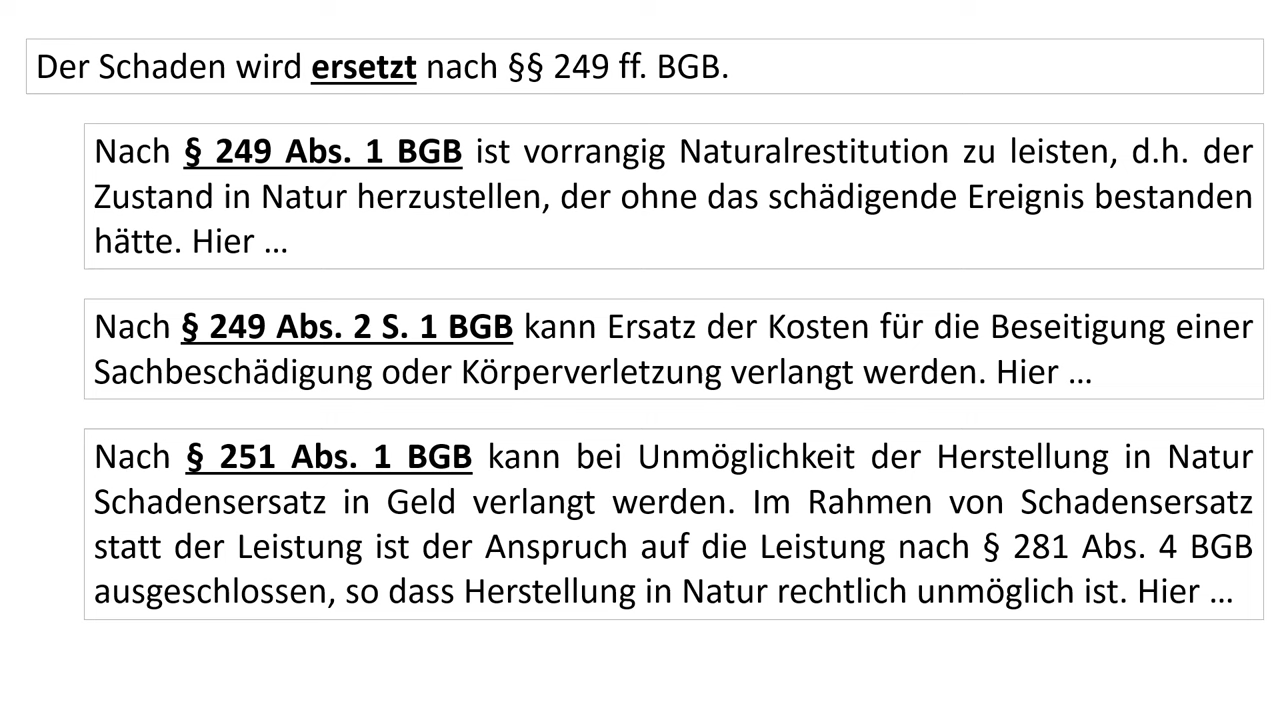 Der Schaden wird ersetzt nach §§ 249 ff. BGB.
Nach § 249 Abs. 1 BGB ist vorrangig Naturalrestitution zu leisten, d.h. der
Zustand in Natur herzustellen, der ohne das schädigende Ereignis bestanden
hätte. Hier …
Nach § 249 Abs. 2 S. 1 BGB kann Ersatz der Kosten für die Beseitigung einer
Sachbeschädigung oder Körperverletzung verlangt werden. Hier …
Nach § 251 Abs. 1 BGB kann bei Unmöglichkeit der Herstellung in Natur
Schadensersatz in Geld verlangt werden. Im Rahmen von Schadensersatz
statt der Leistung ist der Anspruch auf die Leistung nach § 281 Abs. 4 BGB
ausgeschlossen, so dass Herstellung in Natur rechtlich unmöglich ist. Hier …